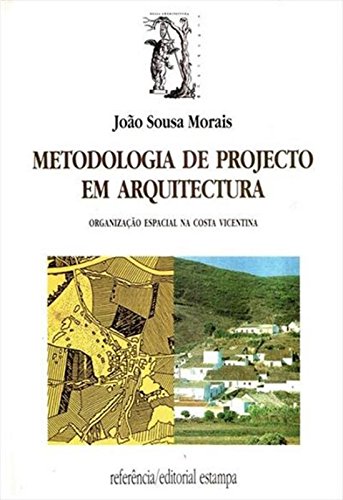 João Sousa Morais
METODOLOGIA DE PROJECTO
EM ARQUITECTURA
ORGANIZAÇÃO ESPACIAL NA COSTA VICENTINA
referência/editorial estampa